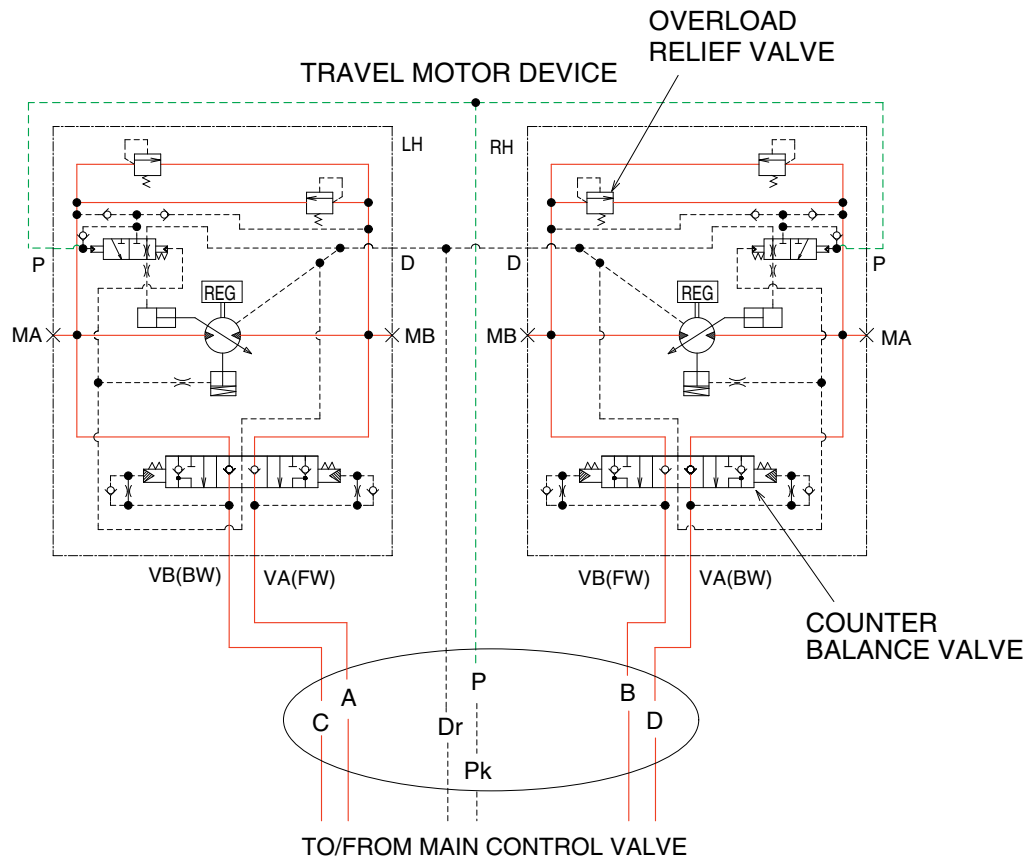 OVERLOAD
RELIEF VALVE
TRAVEL MOTOR DEVICE
LH
RH
P
D
D
P
REG
REG
MA
MB
MB
MA
VB(BW)
VA(FW)
VB(FW)
VA(BW)
COUNTER
BALANCE VALVE
P
A
B
C
Dr
D
Pk
TO/FROM MAIN CONTROL VALVE